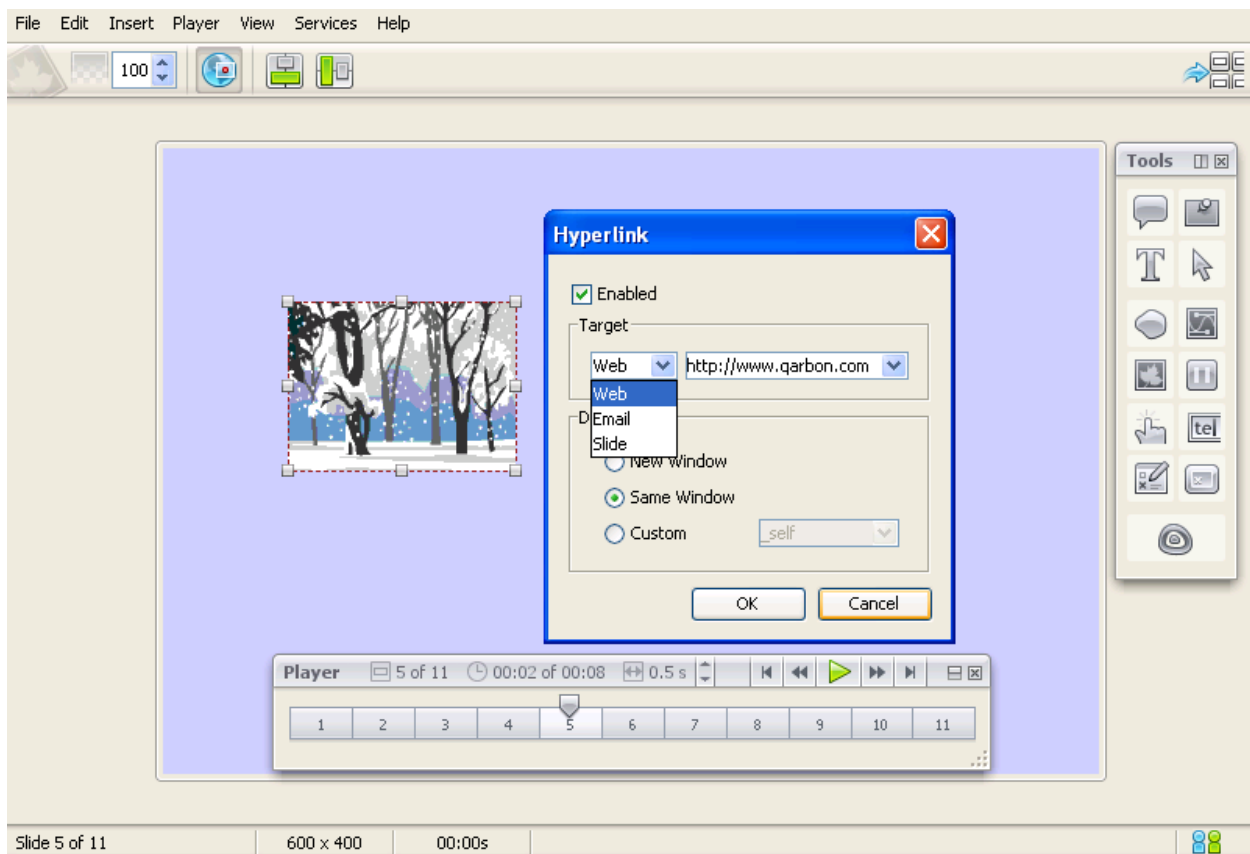 File Edit Insert Player View Services Help
100
Tools
Hyperlink
Enabled
Target
Web http://www.qarbon.com
Web
Email
Slide
New Window
Same Window
Custom _self
OK Cancel
Player 5 of 11 00:02 of 00:08 0.5 s
1 2 3 4 5 6 7 8 9 10 11
Slide 5 of 11 600 x 400 00:00s